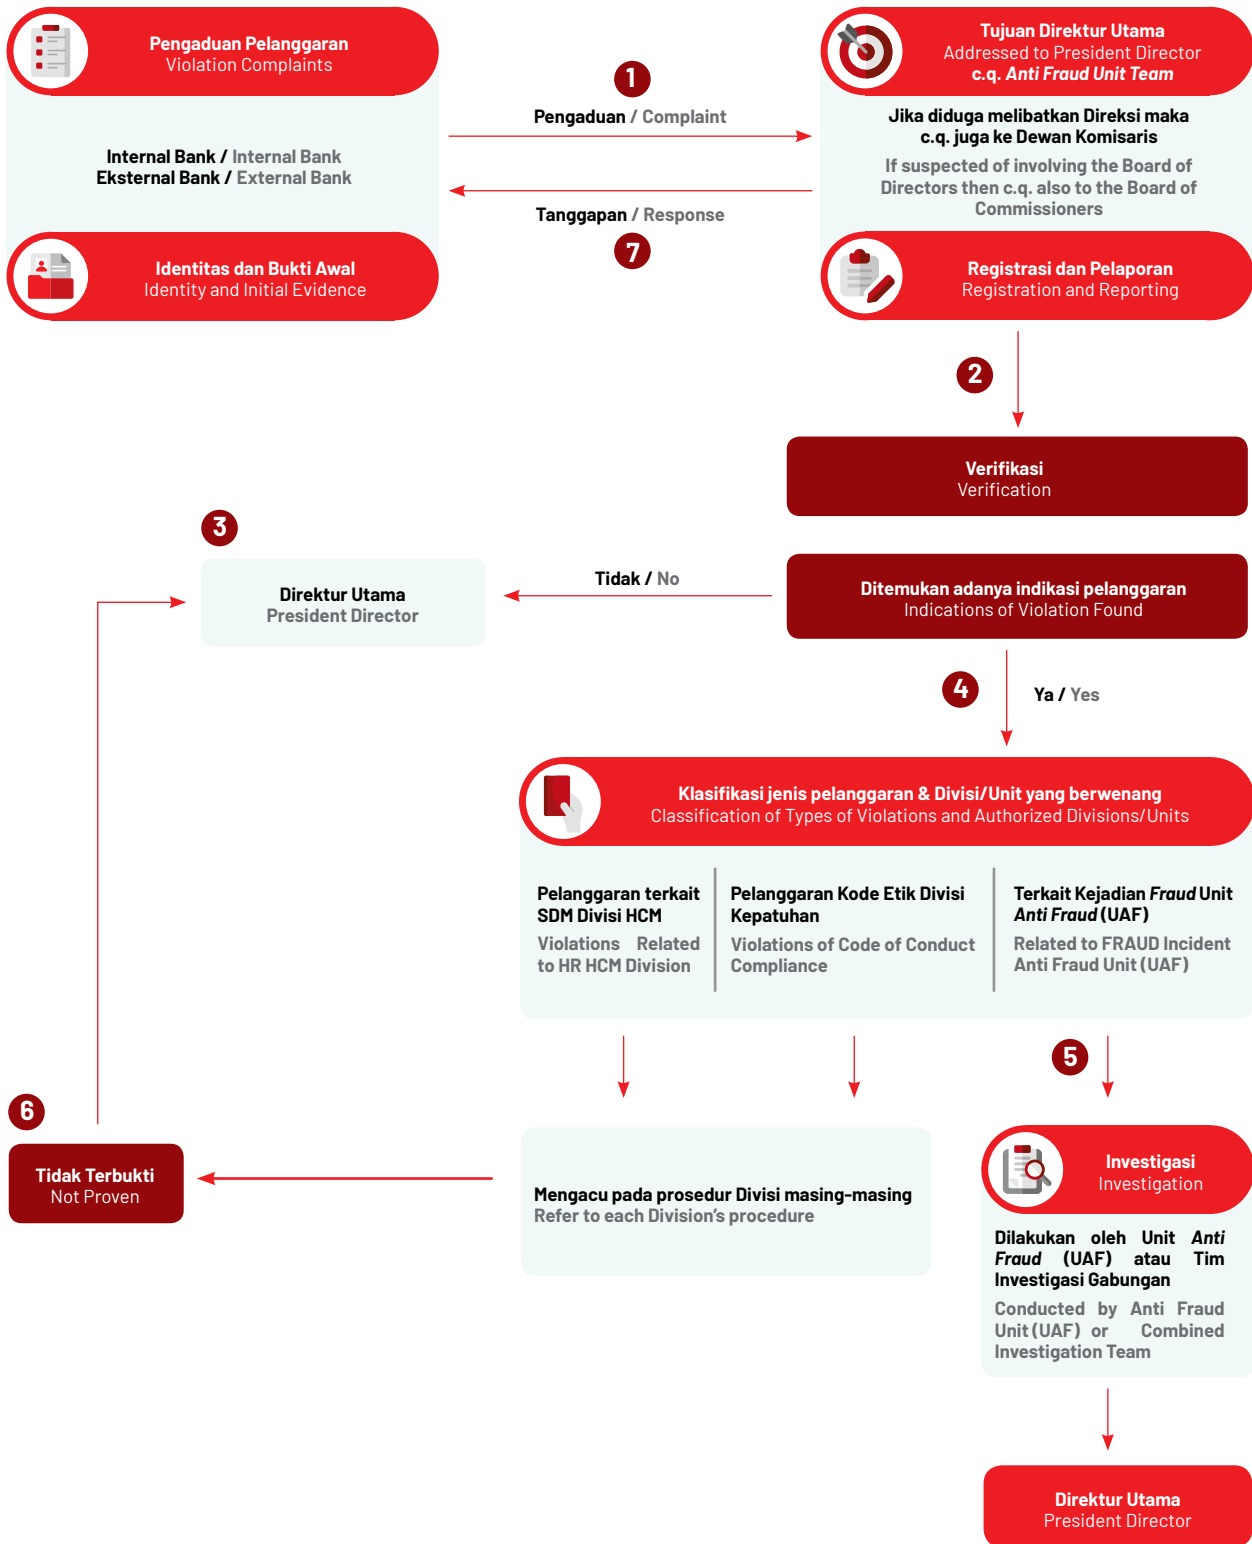 Pengaduan Pelanggaran
Violation Complaints
Internal Bank / Internal Bank
Eksternal Bank / External Bank
Identitas dan Bukti Awal
Identity and Initial Evidence
1
Pengaduan / Complaint
Tanggapan / Response
7
Tujuan Direktur Utama
Addressed to President Director
c.q. Anti Fraud Unit Team
Jika diduga melibatkan Direksi maka
c.q. juga ke Dewan Komisaris
If suspected of involving the Board of
Directors then c.q. also to the Board of
Commissioners
Registrasi dan Pelaporan
Registration and Reporting
2
Verifikasi
Verification
Ditemukan adanya indikasi pelanggaran
Indications of Violation Found
Tidak / No
3
Direktur Utama
President Director
4
Ya / Yes
Klasifikasi jenis pelanggaran & Divisi/Unit yang berwenang
Classification of Types of Violations and Authorized Divisions/Units
Pelanggaran terkait
SDM Divisi HCM
Violations Related
to HR HCM Division
Pelanggaran Kode Etik Divisi
Kepatuhan
Violations of Code of Conduct
Compliance
Terkait Kejadian Fraud Unit
Anti Fraud (UAF)
Related to FRAUD Incident
Anti Fraud Unit (UAF)
5
6
Tidak Terbukti
Not Proven
Mengacu pada prosedur Divisi masing-masing
Refer to each Division's procedure
Investigasi
Investigation
Dilakukan oleh Unit Anti
Fraud (UAF) atau Tim
Investigasi Gabungan
Conducted by Anti Fraud
Unit (UAF) or Combined
Investigation Team
Direktur Utama
President Director